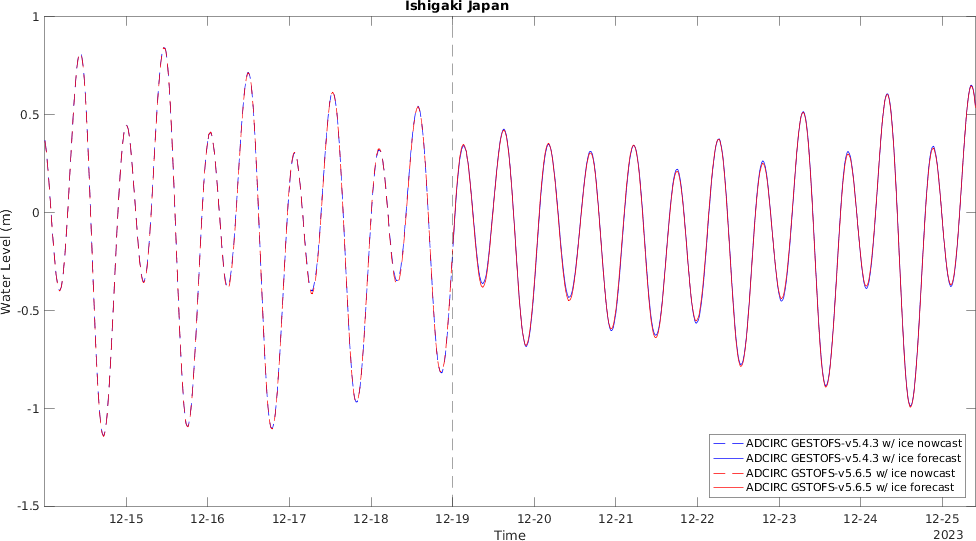 Ishigaki Japan
1
0.5
0
-0.5
-1
-1.5
Water Level (m)
12-15 12-16 12-17 12-18 12-19 12-20 12-21 12-22 12-23 12-24 12-25
Time
2023
ADCIRC GESTOFS-v5.4.3 w/ ice nowcast
ADCIRC GESTOFS-v5.4.3 w/ ice forecast
ADCIRC GSTOFS-v5.6.5 w/ ice nowcast
ADCIRC GSTOFS-v5.6.5 w/ ice forecast